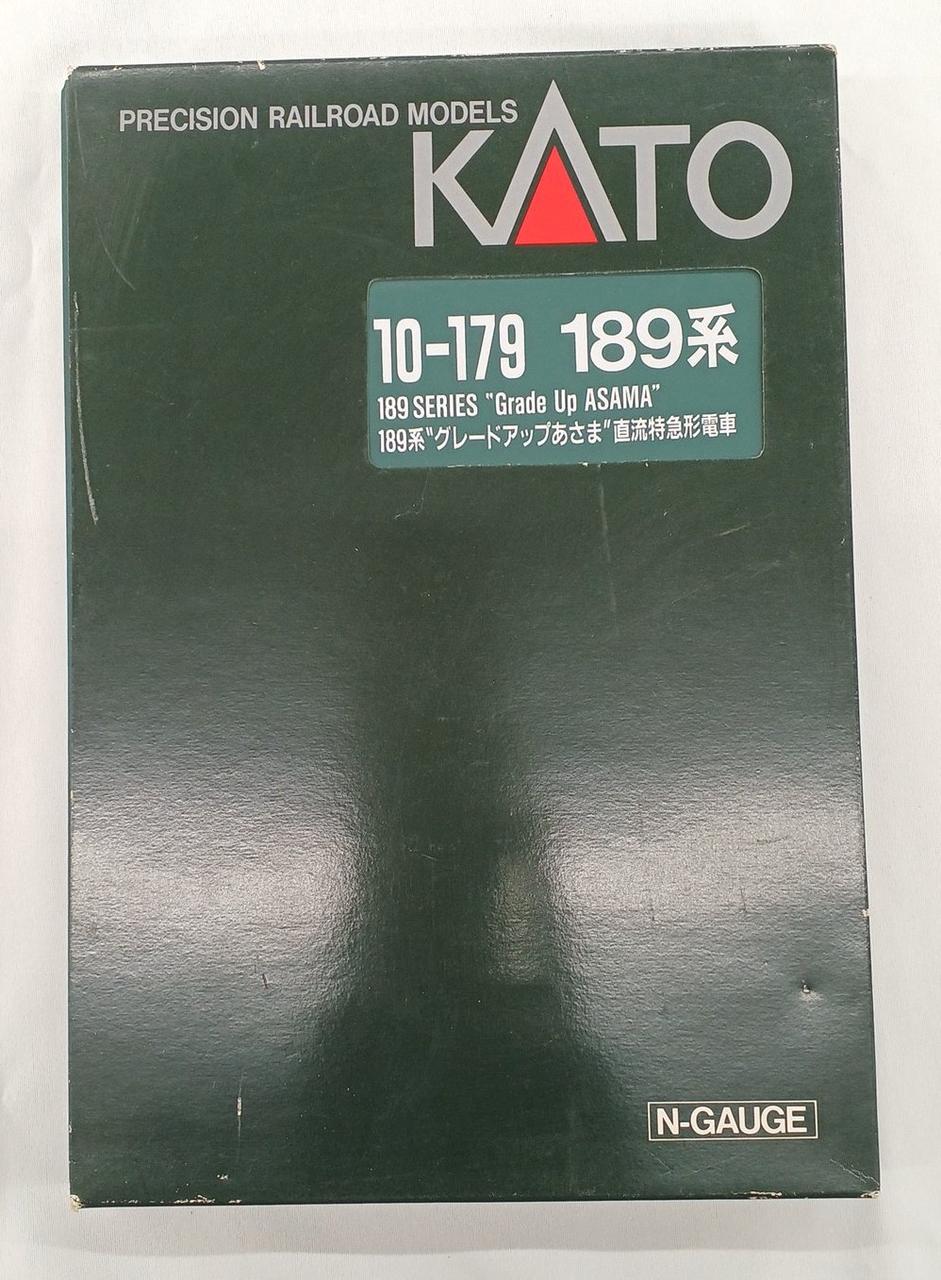 PRECISION RAILROAD MODELS
KATO
10-179 189系
189 SERIES "Grade Up ASAMA"
189系"グレードアップあさま"直流特急形電車
N-GAUGE